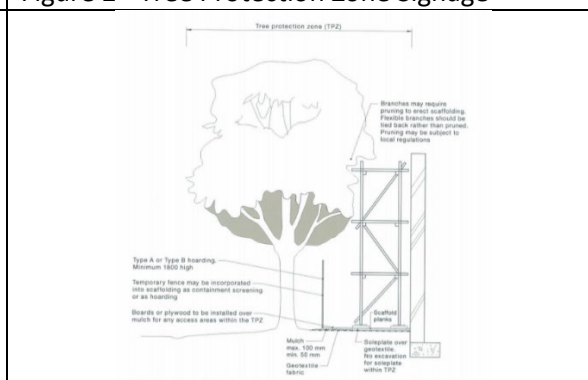 Figure 2 - Tree Protection Zone Signage
Tree protection zone (TPZ)
Branches may require
pruning to erect scaffolding.
Flexible branches should be
tied back rather than pruned.
Pruning may be subject to
local regulations
Type A or Type B hoarding.
Minimum 1800 high
Temporary fence may be incorporated
into scaffolding as containment screening
or as hoarding
Boards or plywood to be installed over
mulch for any access areas within the TPZ
Scaffold
planks
Mulch
max. 100 mm
min. 50 mm
Geotextile
fabric
Soleplate over
geotextile.
No excavation
for soleplate
within TPZ